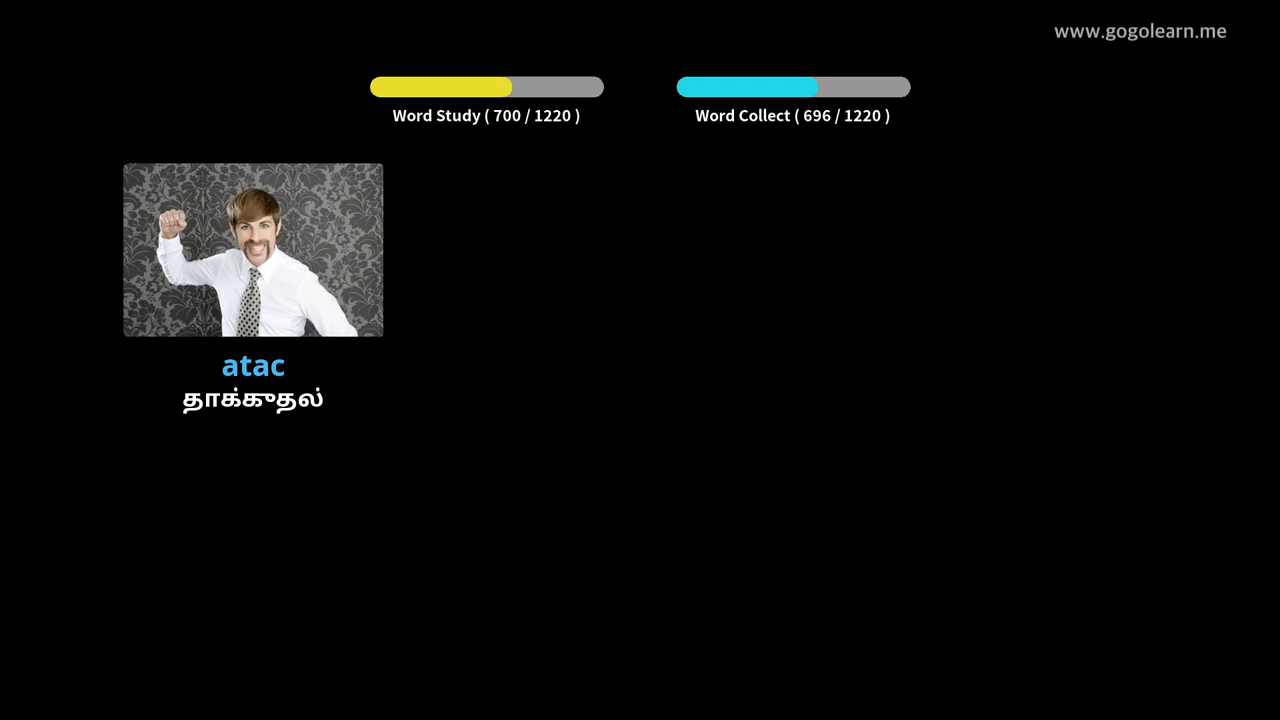 www.gogolearn.me
Word Study ( 700 / 1220 )
Word Collect ( 696 / 1220 )
atac
தாக்குதல்